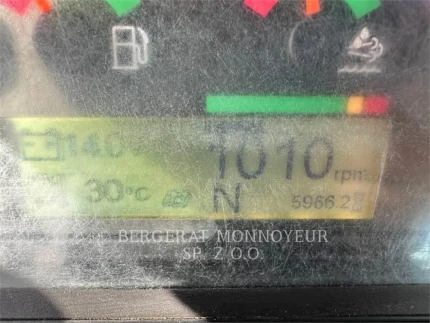 1010 rpm
30°C N 5966.2
BERGERAT MONNOYEUR
SP. Z O.O.